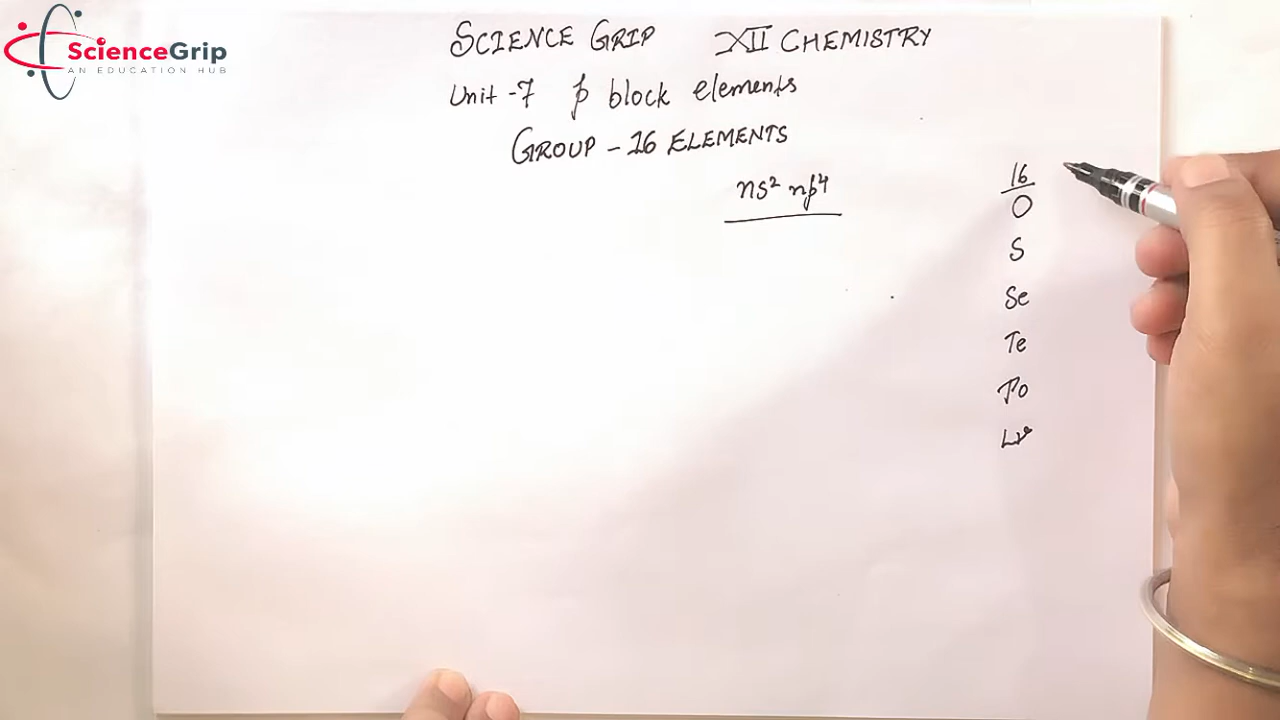 ScienceGrip
AN EDUCATION HUB
SCIENCE GRIP XII CHEMISTRY
Unit -7 p block elements
GROUP - 16 ELEMENTS
ns² np⁴
16
O
S
Se
Te
Po
Lv